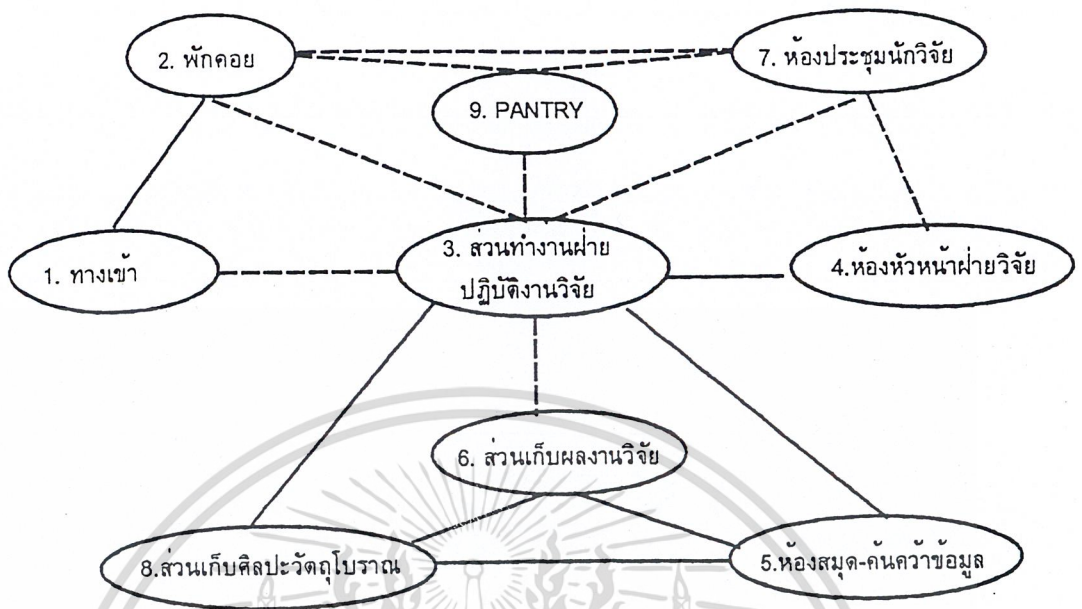 2. พักคอย
7. ห้องประชุมนักวิจัย
9. PANTRY
1. ทางเข้า
3. ส่วนทำงานฝ่าย
ปฏิบัติงานวิจัย
4.ห้องหัวหน้าฝ่ายวิจัย
6. ส่วนเก็บผลงานวิจัย
8.ส่วนเก็บศิลปะวัตถุโบราณ
5.ห้องสมุด-ค้นคว้าข้อมูล